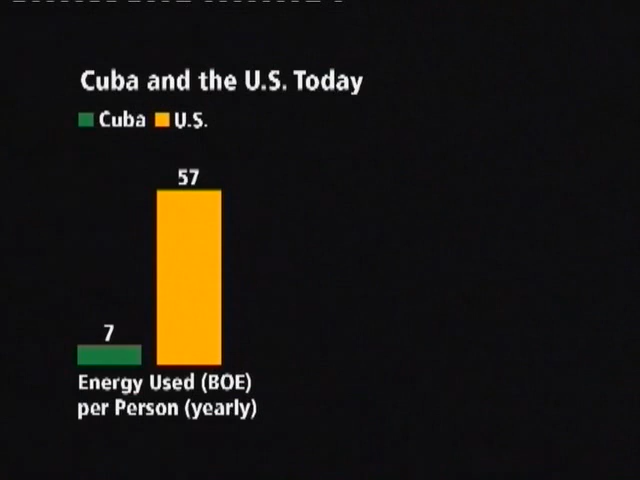 Cuba and the U.S. Today
Cuba U.S.
57
7
Energy Used (BOE)
per Person (yearly)